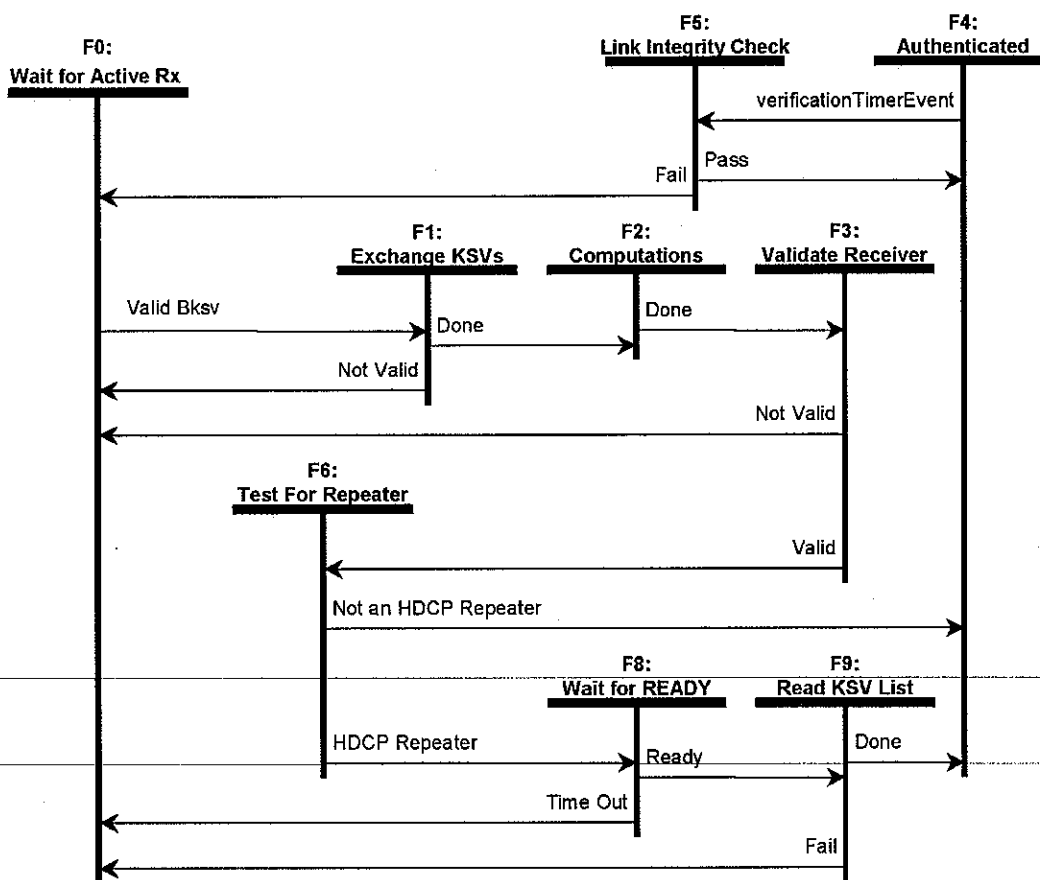 F0:
Wait for Active Rx
F5:
Link Integrity Check
F4:
Authenticated
verificationTimerEvent
Pass
Fail
F1:
Exchange KSVs
F2:
Computations
F3:
Validate Receiver
Valid Bksv
Done
Done
Not Valid
Not Valid
F6:
Test For Repeater
Valid
Not an HDCP Repeater
F8:
Wait for READY
F9:
Read KSV List
HDCP Repeater
Ready
Done
Time Out
Fail